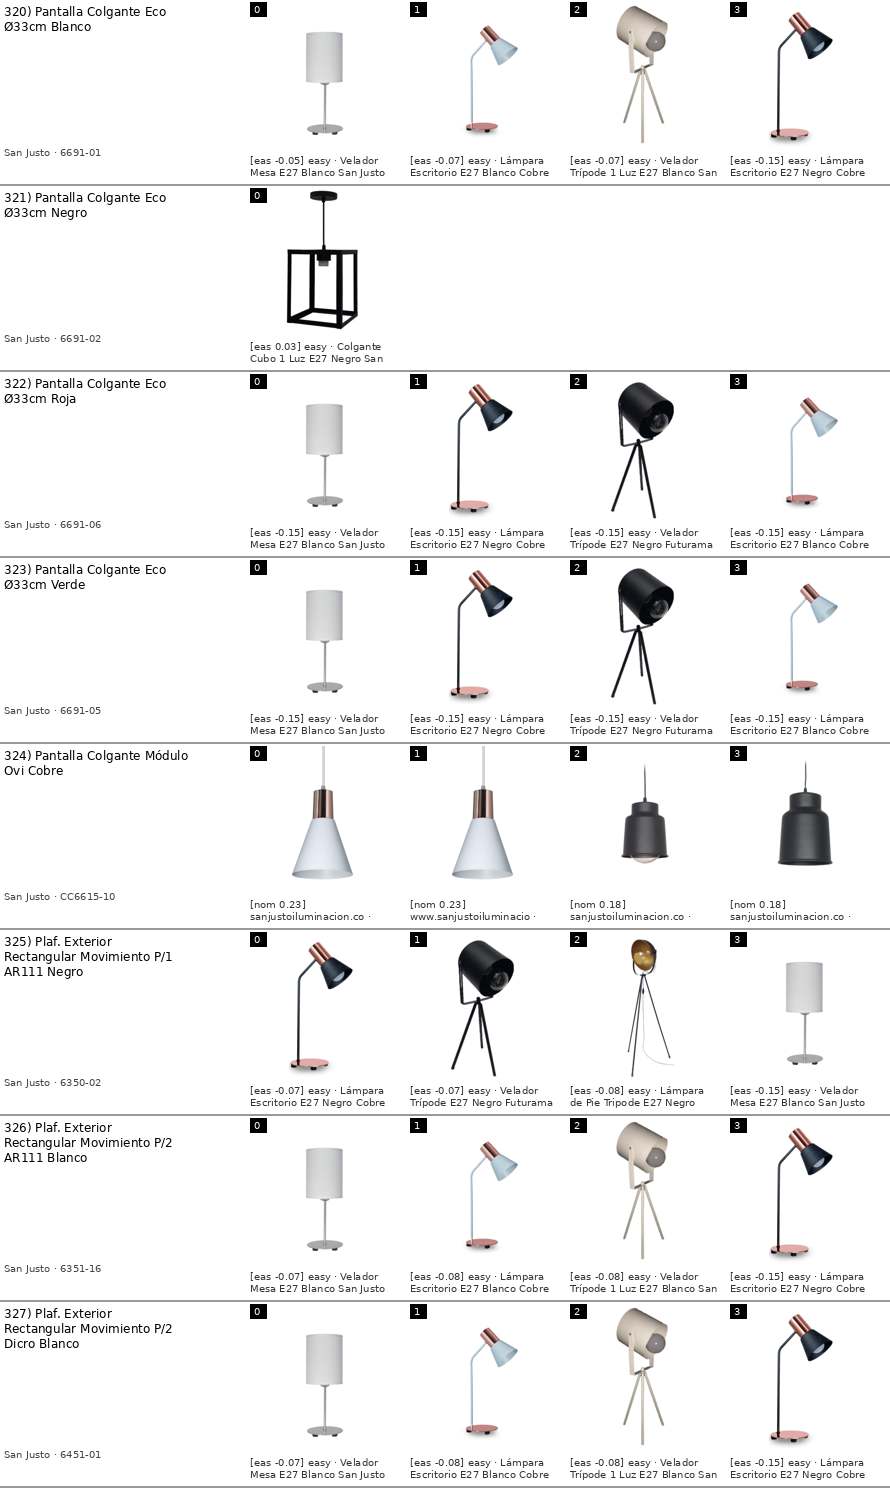 320) Pantalla Colgante Eco
Ø33cm Blanco
San Justo · 6691-01
0
[eas -0.05] easy · Velador
Mesa E27 Blanco San Justo
1
[eas -0.07] easy · Lámpara
Escritorio E27 Blanco Cobre
2
[eas -0.07] easy · Velador
Trípode 1 Luz E27 Blanco San
3
[eas -0.15] easy · Lámpara
Escritorio E27 Negro Cobre
321) Pantalla Colgante Eco
Ø33cm Negro
San Justo · 6691-02
0
[eas 0.03] easy · Colgante
Cubo 1 Luz E27 Negro San
322) Pantalla Colgante Eco
Ø33cm Roja
San Justo · 6691-06
0
[eas -0.15] easy · Velador
Mesa E27 Blanco San Justo
1
[eas -0.15] easy · Lámpara
Escritorio E27 Negro Cobre
2
[eas -0.15] easy · Velador
Trípode E27 Negro Futurama
3
[eas -0.15] easy · Lámpara
Escritorio E27 Blanco Cobre
323) Pantalla Colgante Eco
Ø33cm Verde
San Justo · 6691-05
0
[eas -0.15] easy · Velador
Mesa E27 Blanco San Justo
1
[eas -0.15] easy · Lámpara
Escritorio E27 Negro Cobre
2
[eas -0.15] easy · Velador
Trípode E27 Negro Futurama
3
[eas -0.15] easy · Lámpara
Escritorio E27 Blanco Cobre
324) Pantalla Colgante Módulo
Ovi Cobre
San Justo · CC6615-10
0
[nom 0.23]
sanjustoiluminacion.co ·
1
[nom 0.23]
www.sanjustoiluminacio ·
2
[nom 0.18]
sanjustoiluminacion.co ·
3
[nom 0.18]
sanjustoiluminacion.co ·
325) Plaf. Exterior
Rectangular Movimiento P/1
AR111 Negro
San Justo · 6350-02
0
[eas -0.07] easy · Lámpara
Escritorio E27 Negro Cobre
1
[eas -0.07] easy · Velador
Trípode E27 Negro Futurama
2
[eas -0.08] easy · Lámpara
de Pie Tripode E27 Negro
3
[eas -0.15] easy · Velador
Mesa E27 Blanco San Justo
326) Plaf. Exterior
Rectangular Movimiento P/2
AR111 Blanco
San Justo · 6351-16
0
[eas -0.07] easy · Velador
Mesa E27 Blanco San Justo
1
[eas -0.08] easy · Lámpara
Escritorio E27 Blanco Cobre
2
[eas -0.08] easy · Velador
Trípode 1 Luz E27 Blanco San
3
[eas -0.15] easy · Lámpara
Escritorio E27 Negro Cobre
327) Plaf. Exterior
Rectangular Movimiento P/2
Dicro Blanco
San Justo · 6451-01
0
[eas -0.07] easy · Velador
Mesa E27 Blanco San Justo
1
[eas -0.08] easy · Lámpara
Escritorio E27 Blanco Cobre
2
[eas -0.08] easy · Velador
Trípode 1 Luz E27 Blanco San
3
[eas -0.15] easy · Lámpara
Escritorio E27 Negro Cobre